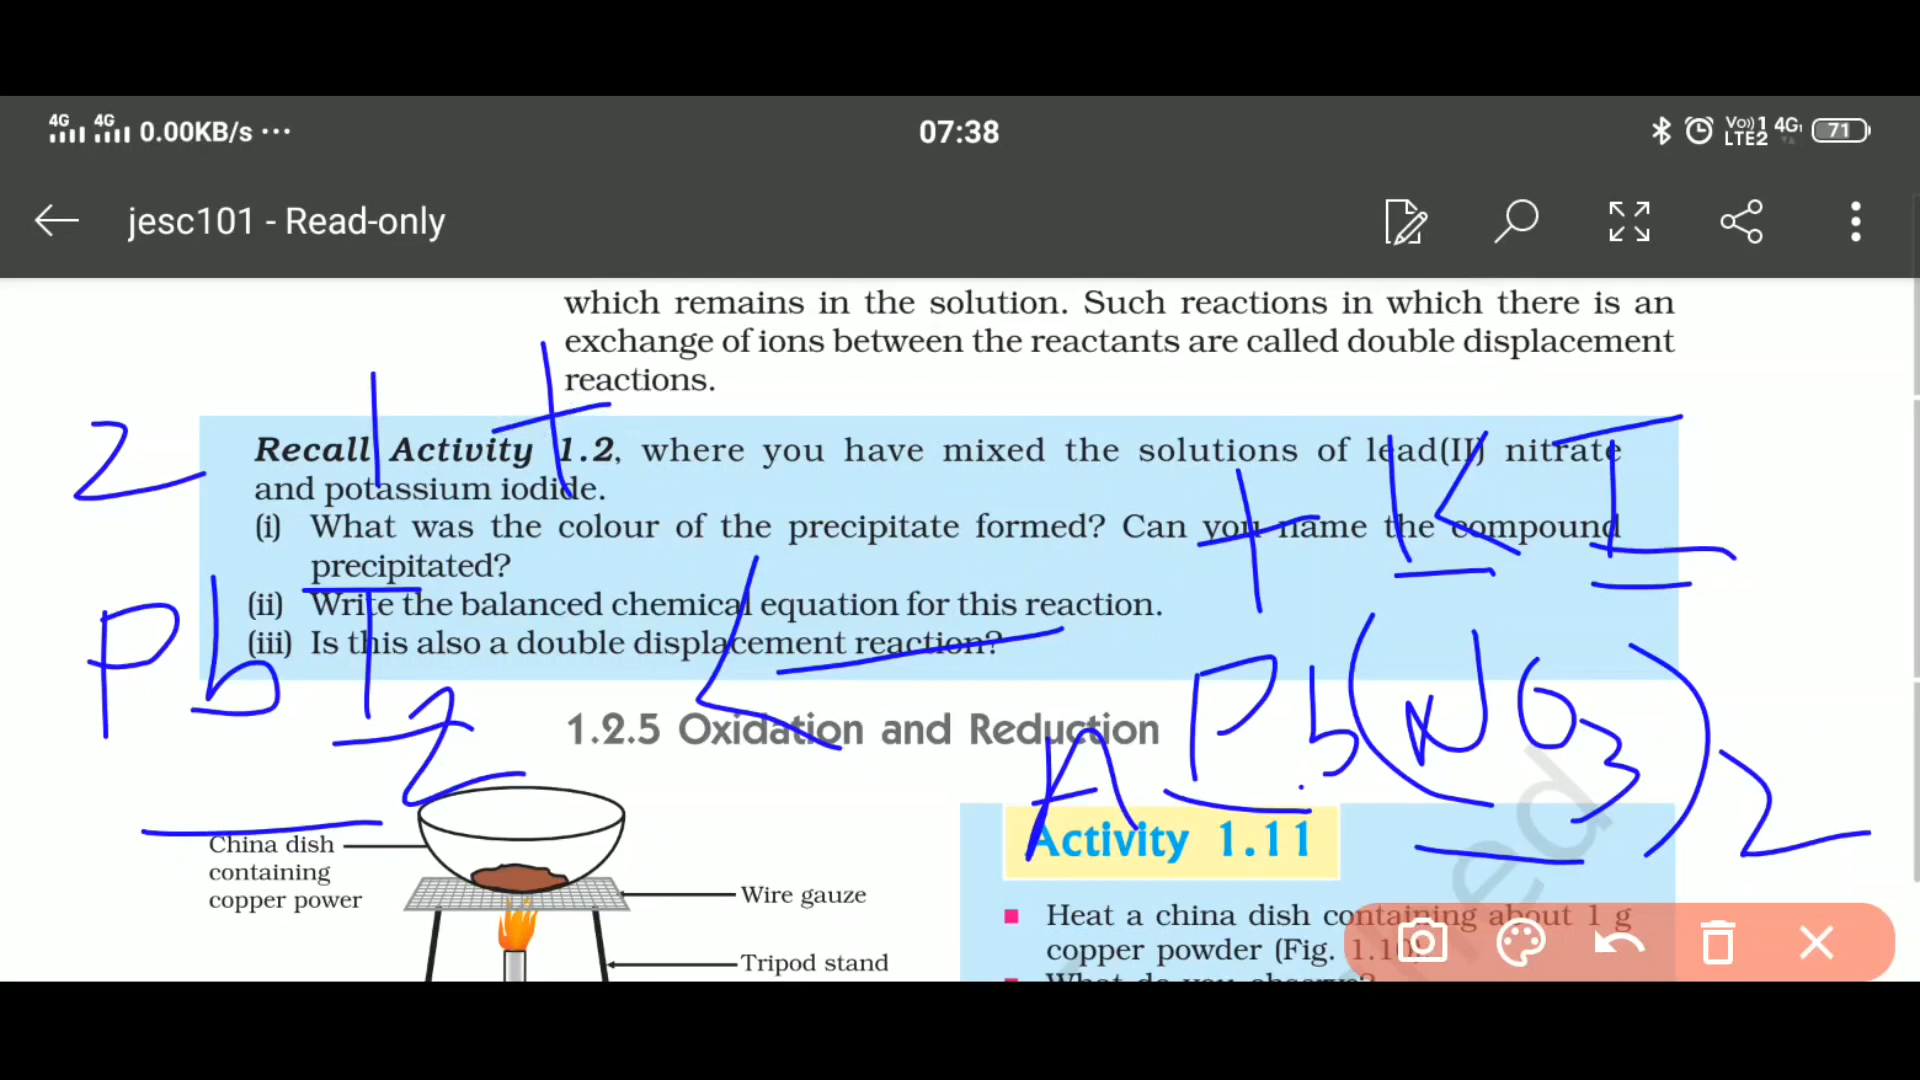 4G 4G 0.00KB/s ··· 07:38 Vo))1 LTE2 4G 71
jesc101 - Read-only
which remains in the solution. Such reactions in which there is an
exchange of ions between the reactants are called double displacement
reactions.
Recall Activity 1.2, where you have mixed the solutions of lead(II) nitrate
and potassium iodide.
(i) What was the colour of the precipitate formed? Can you name the compound
precipitated?
(ii) Write the balanced chemical equation for this reaction.
(iii) Is this also a double displacement reaction?
2 1 +
+ KI
PbI2
Pb(NO3)2
1.2.5 Oxidation and Reduction
Activity 1.11
China dish
containing
copper power
Wire gauze
Tripod stand
Heat a china dish containing about 1 g
copper powder (Fig. 1.10).
What do you observe?